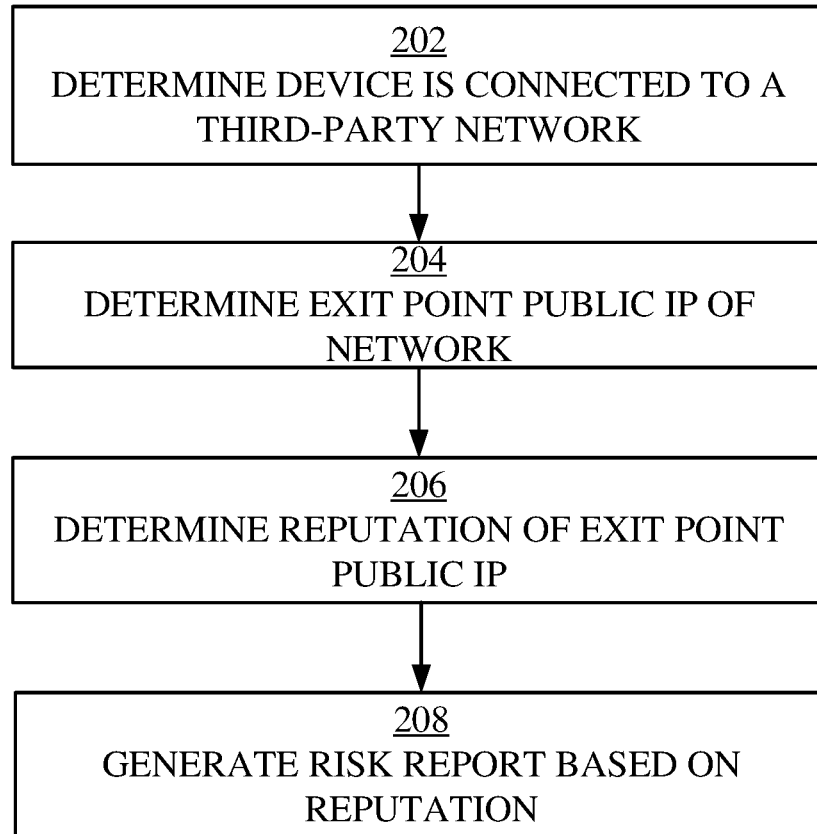 202
DETERMINE DEVICE IS CONNECTED TO A
THIRD-PARTY NETWORK
204
DETERMINE EXIT POINT PUBLIC IP OF
NETWORK
206
DETERMINE REPUTATION OF EXIT POINT
PUBLIC IP
208
GENERATE RISK REPORT BASED ON
REPUTATION